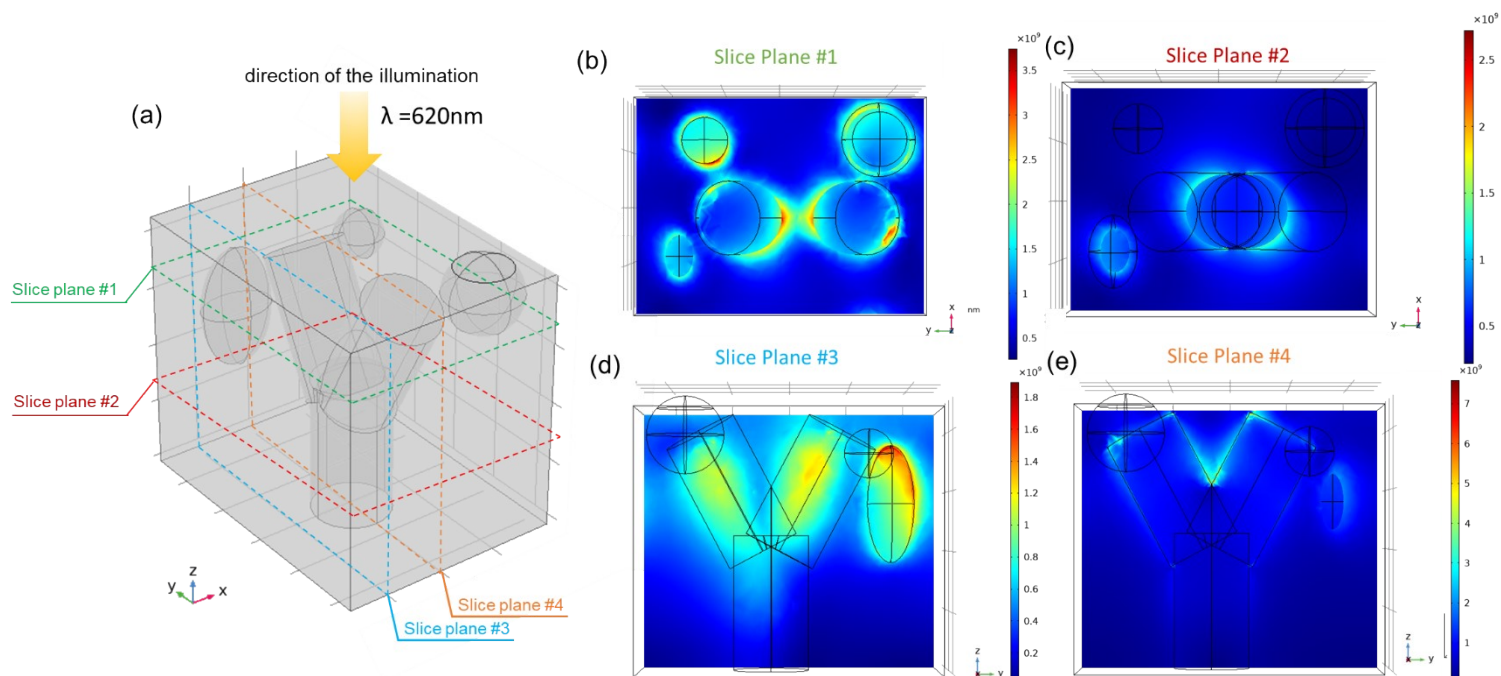 direction of the illumination
λ =620nm
(a)
Slice plane #1
Slice plane #2
Slice plane #4
Slice plane #3
z
y
x
(b)
Slice Plane #1
×10⁹
3.5
3
2.5
2
1.5
1
0.5
x
nm
y
z
(c)
Slice Plane #2
×10⁹
2.5
2
1.5
1
0.5
x
y
z
(d)
Slice Plane #3
×10⁹
1.8
1.6
1.4
1.2
1
0.8
0.6
0.4
0.2
z
x
y
(e)
Slice Plane #4
×10⁹
7
6
5
4
3
2
1
z
x
y